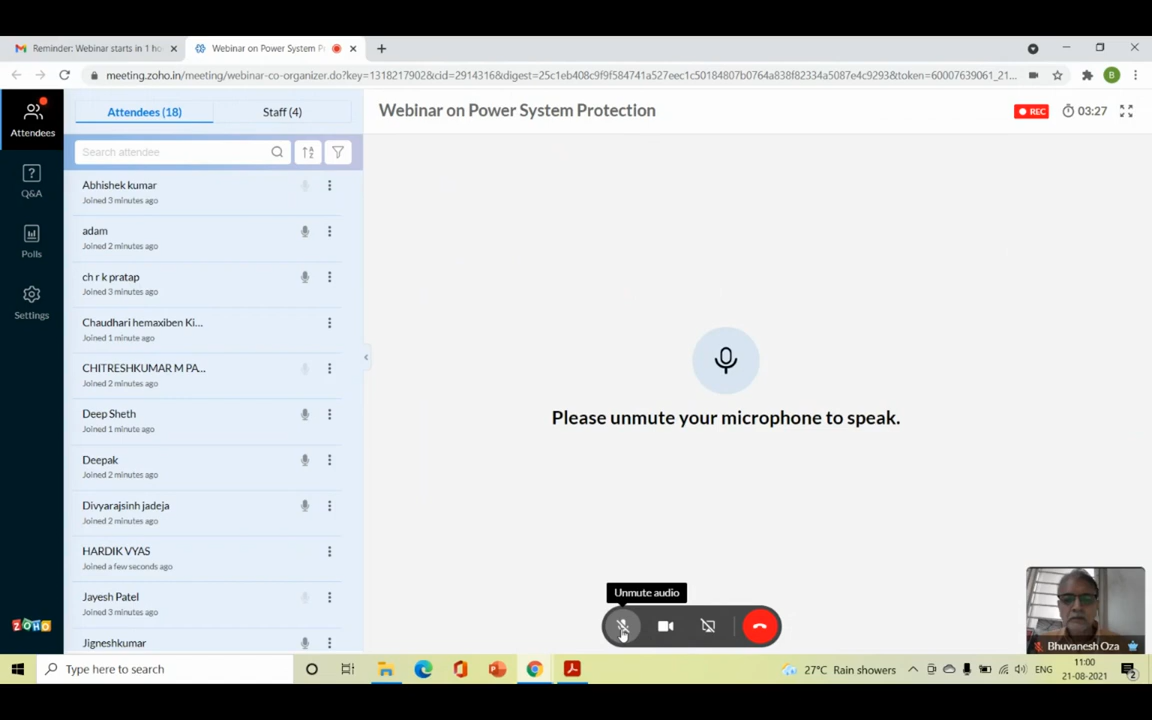 Reminder: Webinar starts in 1 ho
Webinar on Power System P
meeting.zoho.in/meeting/webinar-co-organizer.do?key=1318217902&cid=2914316&digest=25c1eb408c9f9f584741a527eec1c50184807b0764a838f82334a5087e4c9293&token=60007639061_21...
B
Attendees
Q&A
Polls
Settings
ZOHO
Attendees (18)
Staff (4)
Search attendee
Abhishek kumar
Joined 3 minutes ago
adam
Joined 2 minutes ago
ch r k pratap
Joined 3 minutes ago
Chaudhari hemaxiben Ki...
Joined 1 minute ago
CHITRESHKUMAR M PA...
Joined 2 minutes ago
Deep Sheth
Joined 1 minute ago
Deepak
Joined 2 minutes ago
Divyarajsinh jadeja
Joined 2 minutes ago
HARDIK VYAS
Joined a few seconds ago
Jayesh Patel
Joined 3 minutes ago
Jigneshkumar
Webinar on Power System Protection
REC
03:27
Please unmute your microphone to speak.
Unmute audio
Bhuvanesh Oza
Type here to search
27°C Rain showers
ENG
11:00
21-08-2021
2